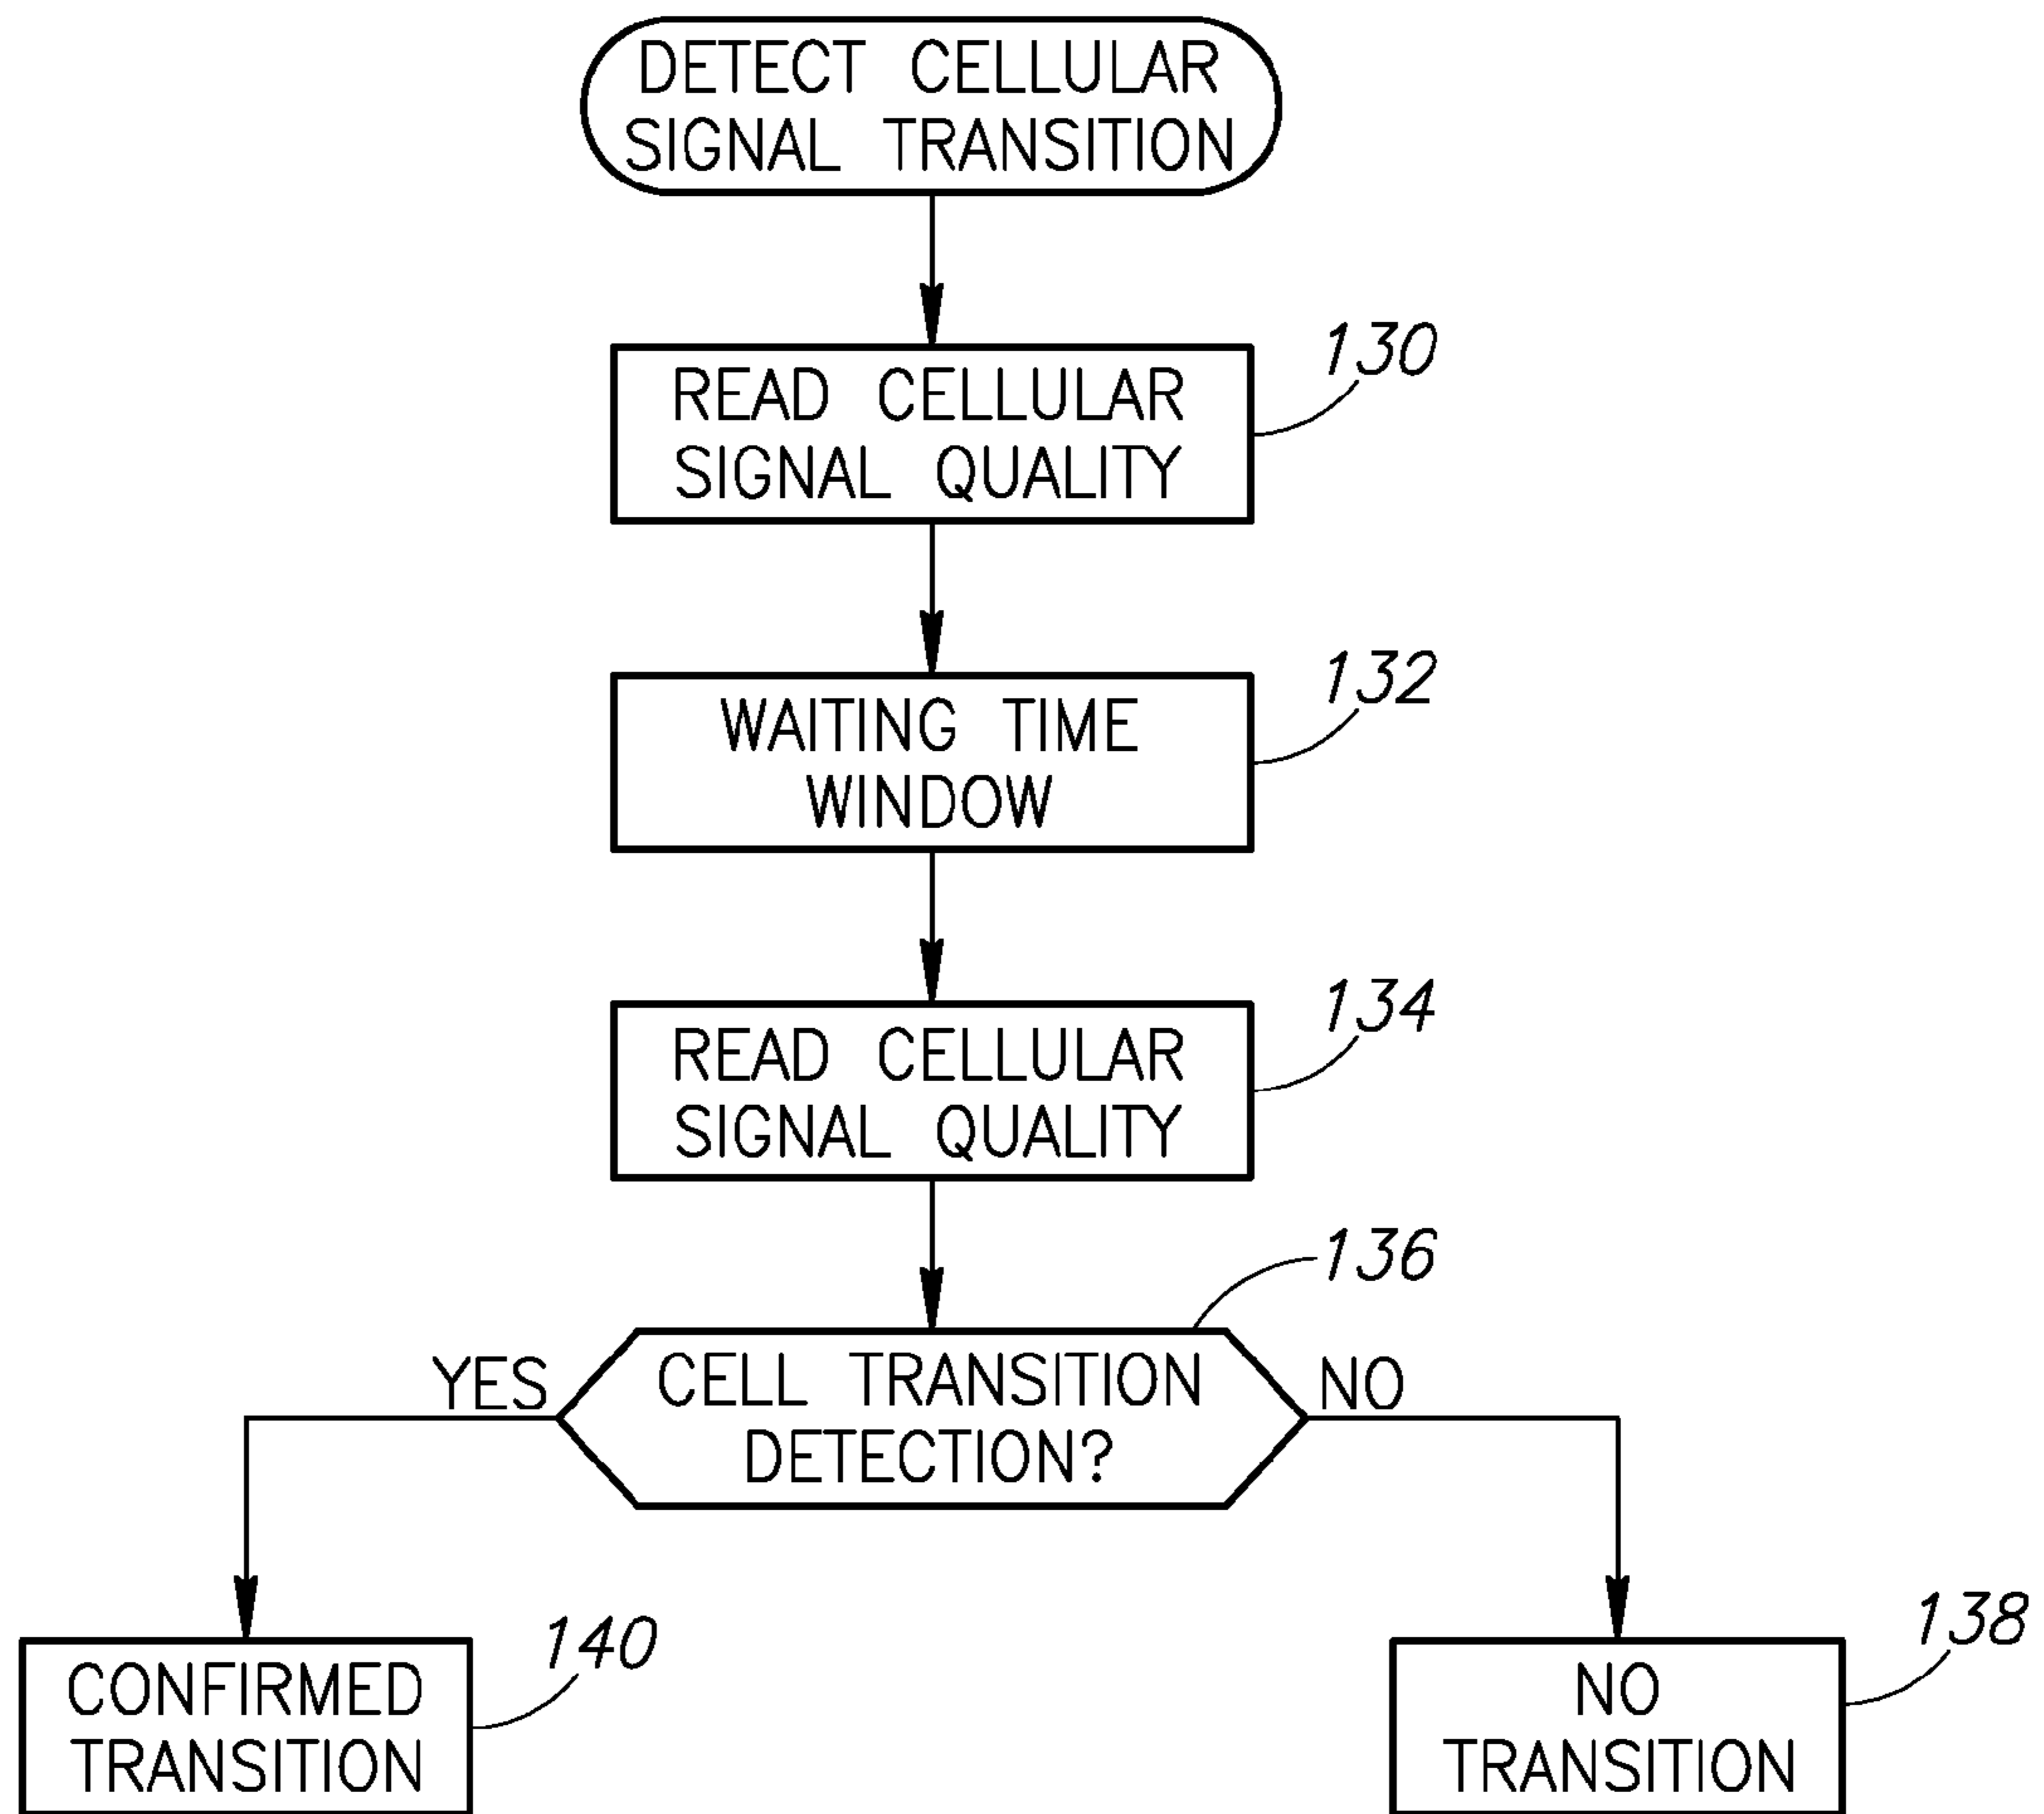 DETECT CELLULAR
SIGNAL TRANSITION
130
READ CELLULAR
SIGNAL QUALITY
132
WAITING TIME
WINDOW
134
READ CELLULAR
SIGNAL QUALITY
136
YES
CELL TRANSITION
DETECTION?
NO
140
CONFIRMED
TRANSITION
138
NO
TRANSITION